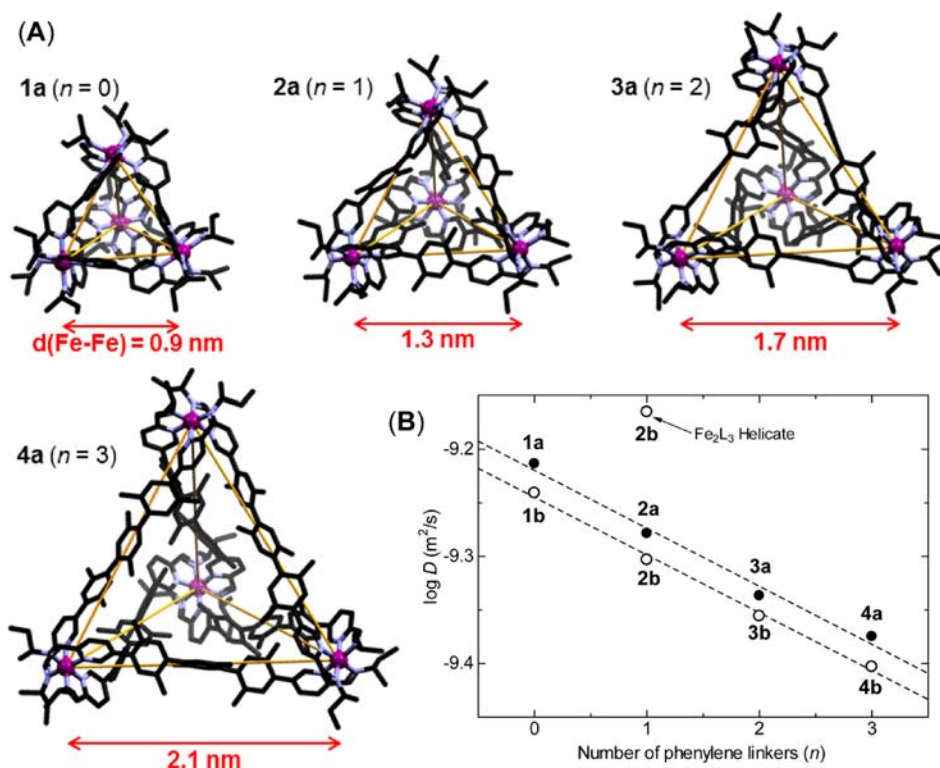 (A)
1a (n = 0)
2a (n = 1)
3a (n = 2)
d(Fe-Fe) = 0.9 nm
1.3 nm
1.7 nm
4a (n = 3)
2.1 nm
(B)
log D (m²/s)
-9.2
-9.3
-9.4
1a
1b
2b
Fe₂L₃ Helicate
2a
2b
3a
3b
4a
4b
0
1
2
3
Number of phenylene linkers (n)